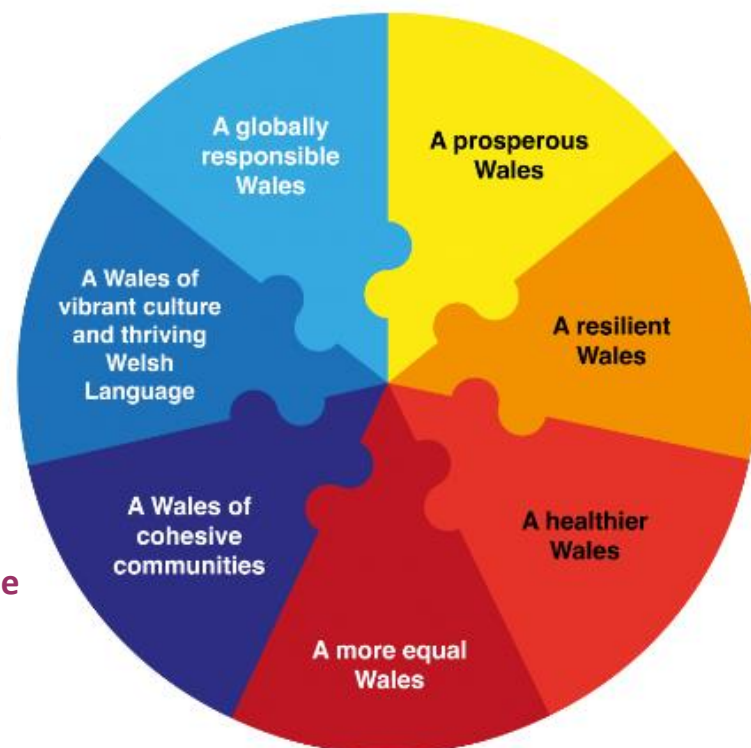 A prosperous
Wales
A resilient
Wales
A healthier
Wales
A more equal
Wales
A Wales of
cohesive
communities
A Wales of
vibrant culture
and thriving
Welsh
Language
A globally
responsible
Wales